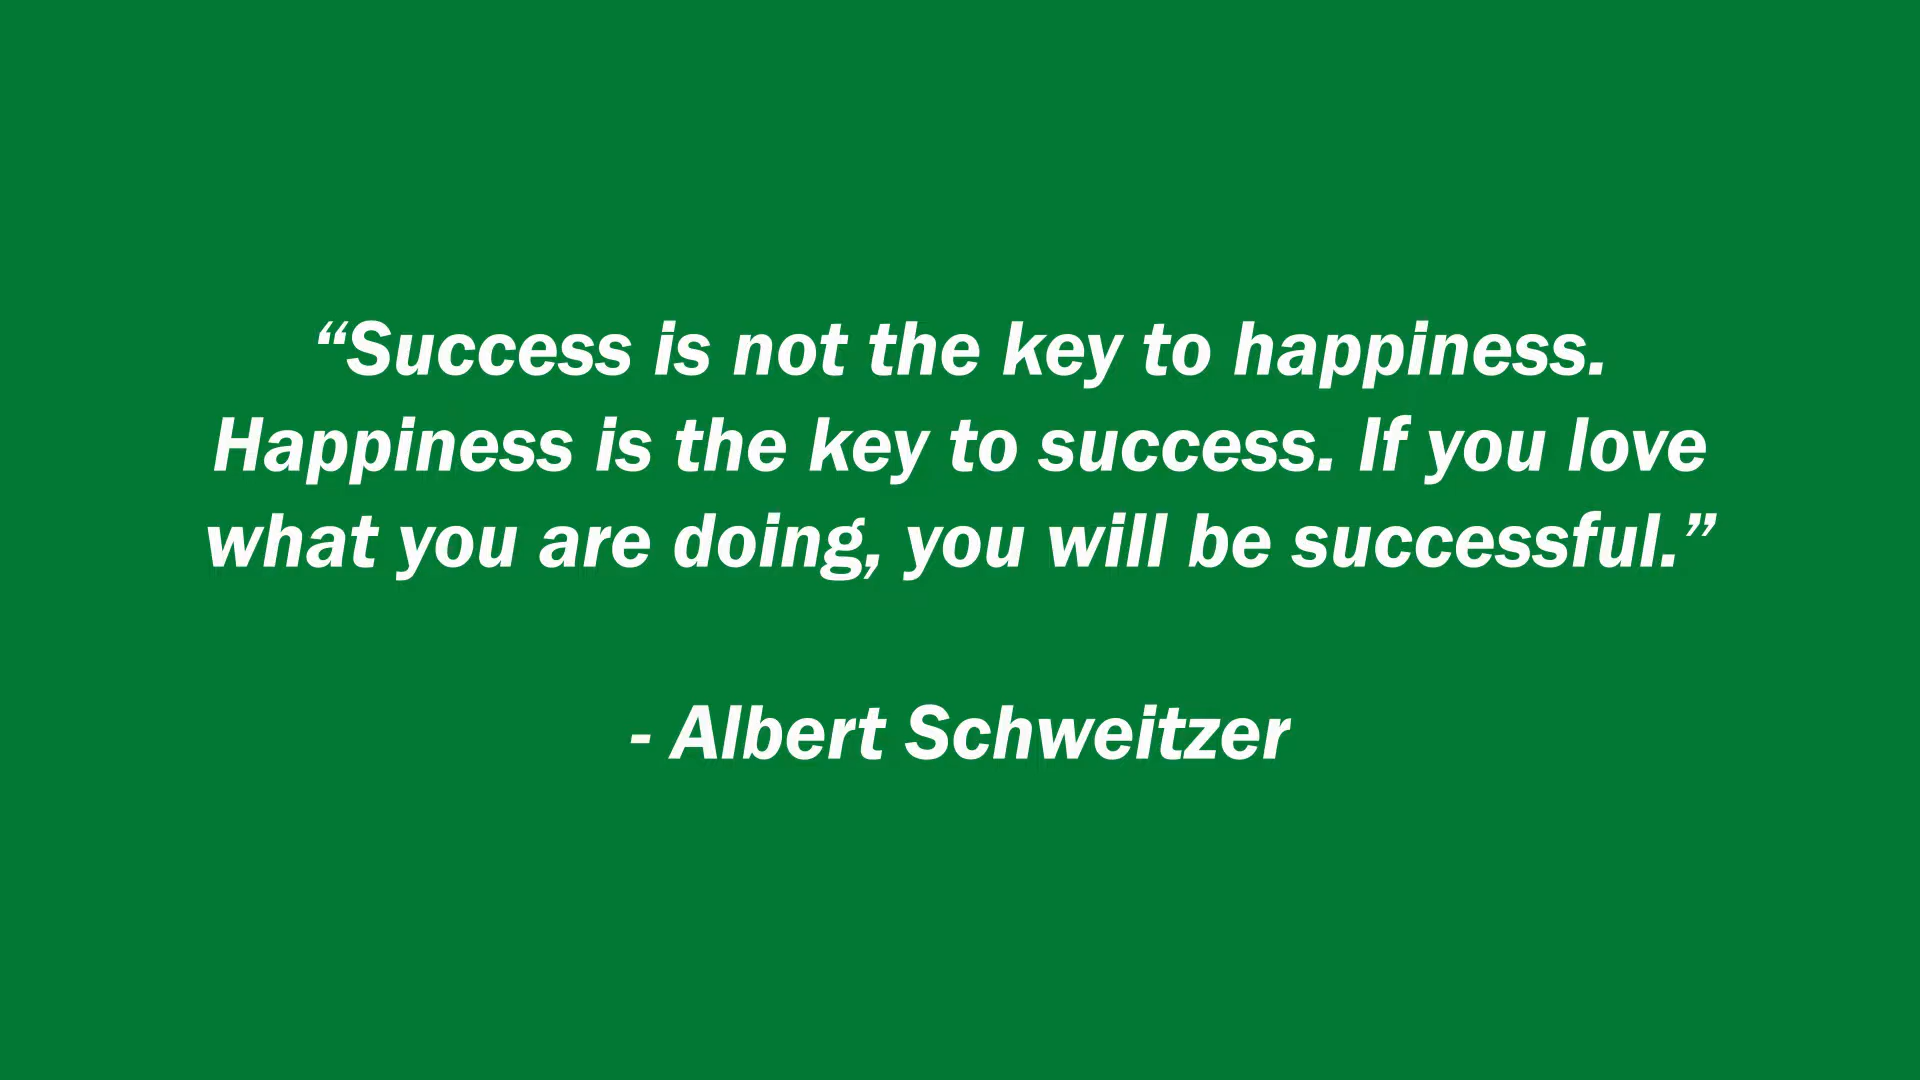 “Success is not the key to happiness.
Happiness is the key to success. If you love
what you are doing, you will be successful.”
- Albert Schweitzer